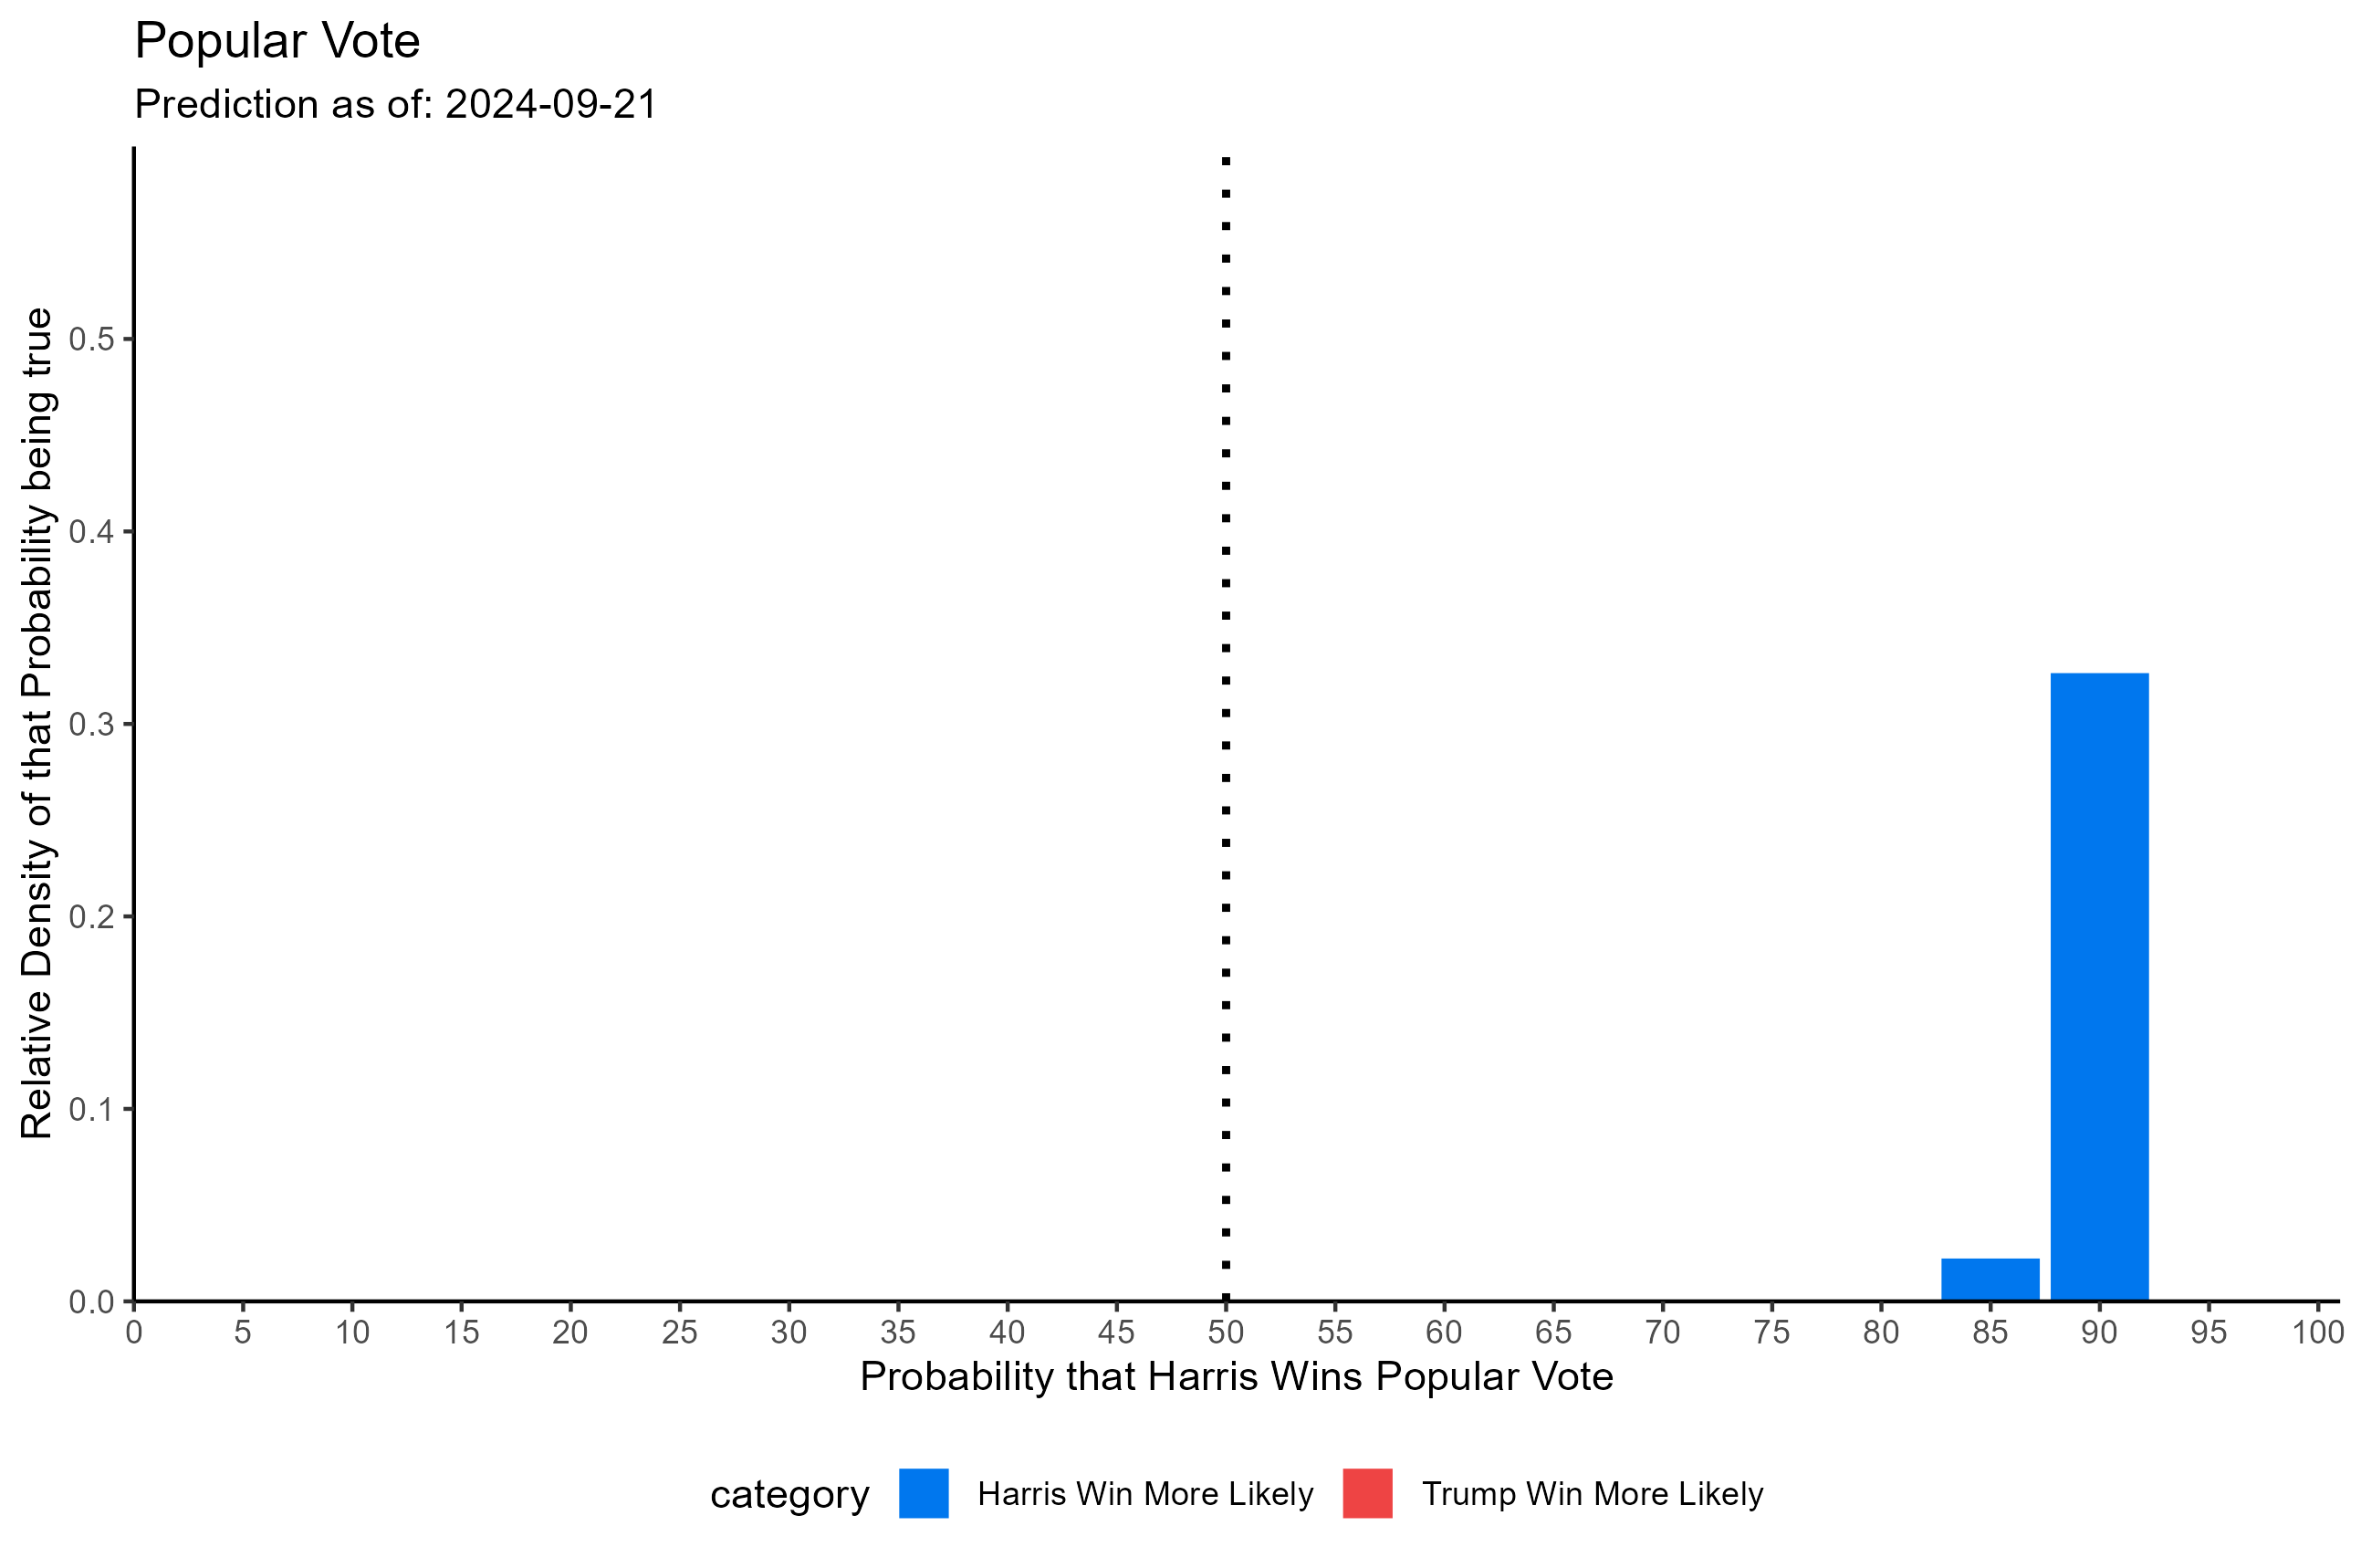 Popular Vote
Prediction as of: 2024-09-21
Relative Density of that Probability being true
0.5
0.4
0.3
0.2
0.1
0.0
0 5 10 15 20 25 30 35 40 45 50 55 60 65 70 75 80 85 90 95 100
Probability that Harris Wins Popular Vote
category Harris Win More Likely Trump Win More Likely